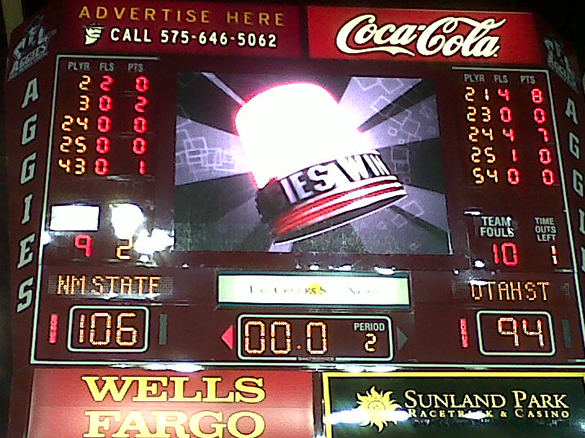 ADVERTISE HERE
CALL 575-646-5062
Coca-Cola
AGGIES
AGGIES
PLYR FLS PTS
2 2 0
3 0 2
24 0 0
25 0 0
43 0 1
IES WIN
PLYR FLS PTS
21 4 8
23 0 0
24 4 7
25 1 0
54 0 0
9 2
TEAM FOULS
10
TIME OUTS LEFT
1
NM STATE
UTAH ST
106
00.0
PERIOD
2
94
WELLS
FARGO
SUNLAND PARK
RACETRACK & CASINO